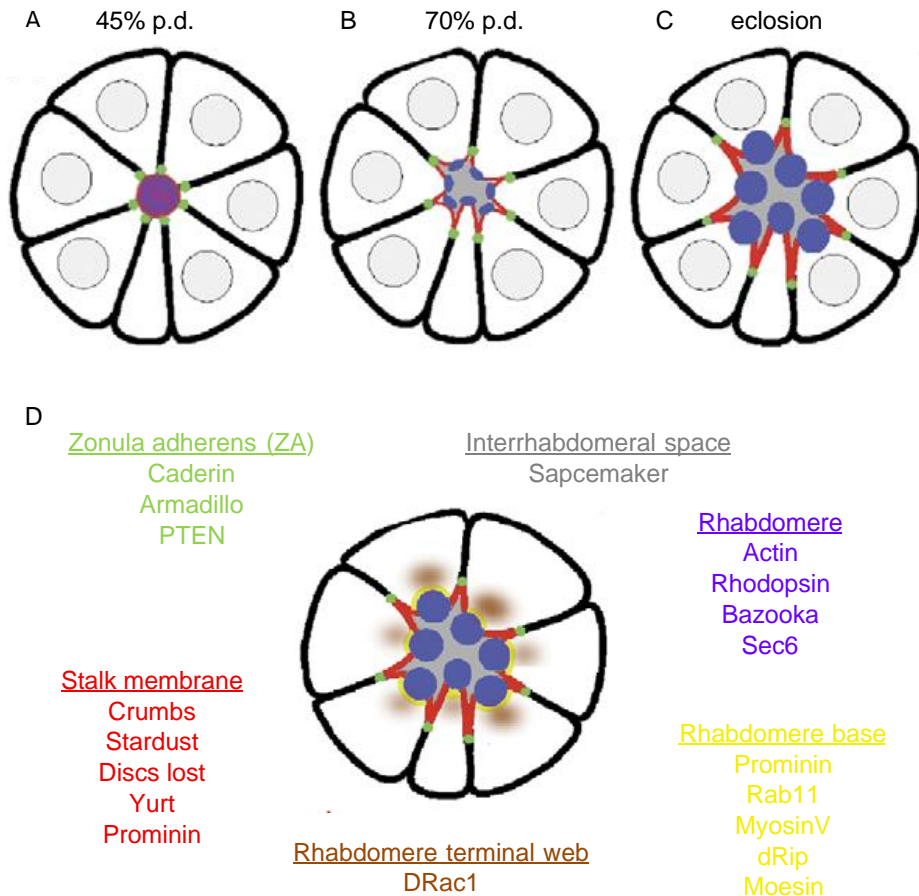 A 45% p.d.
B 70% p.d.
C eclosion
D
Zonula adherens (ZA)
Caderin
Armadillo
PTEN
Interrhabdomeral space
Sapcemaker
Rhabdomere
Actin
Rhodopsin
Bazooka
Sec6
Stalk membrane
Crumbs
Stardust
Discs lost
Yurt
Prominin
Rhabdomere base
Prominin
Rab11
MyosinV
dRip
Moesin
Rhabdomere terminal web
DRac1